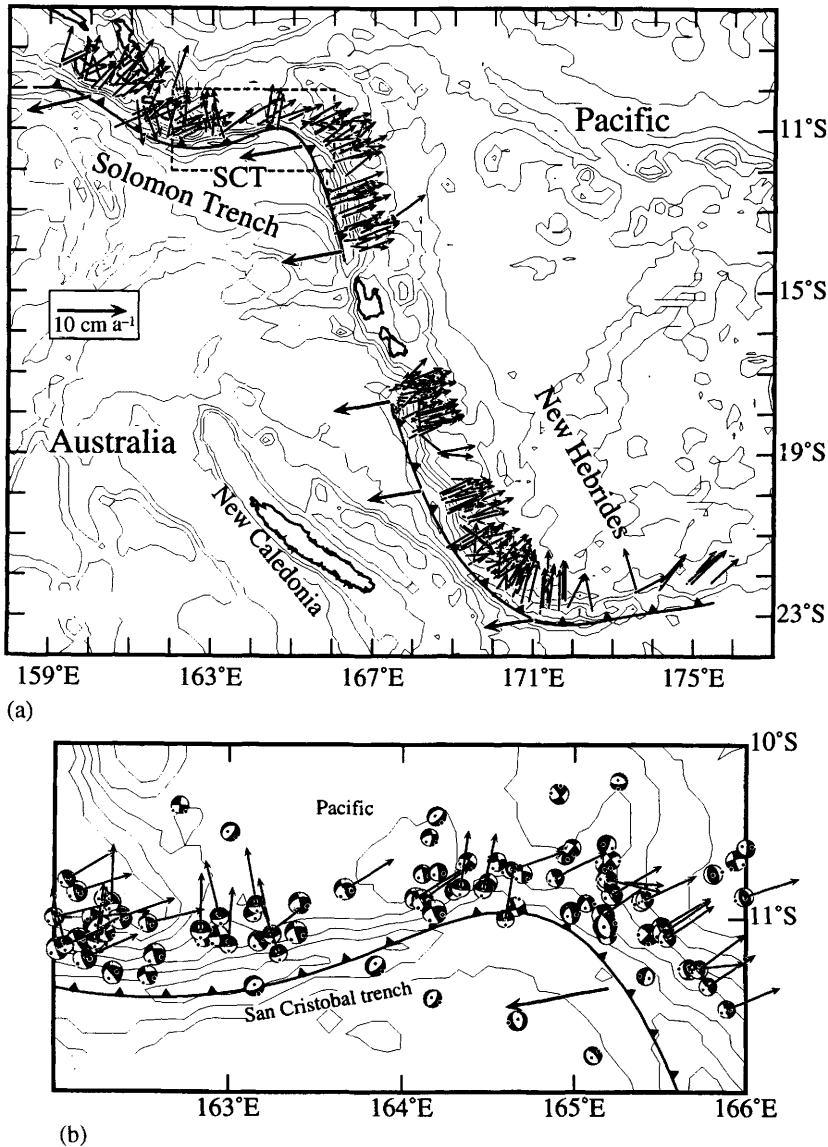 Pacific
11°S
SCT
Solomon Trench
10 cm a⁻¹
15°S
Australia
New Hebrides
19°S
New Caledonia
23°S
159°E
163°E
167°E
171°E
175°E
(a)
10°S
Pacific
11°S
San Cristobal trench
163°E
164°E
165°E
166°E
(b)